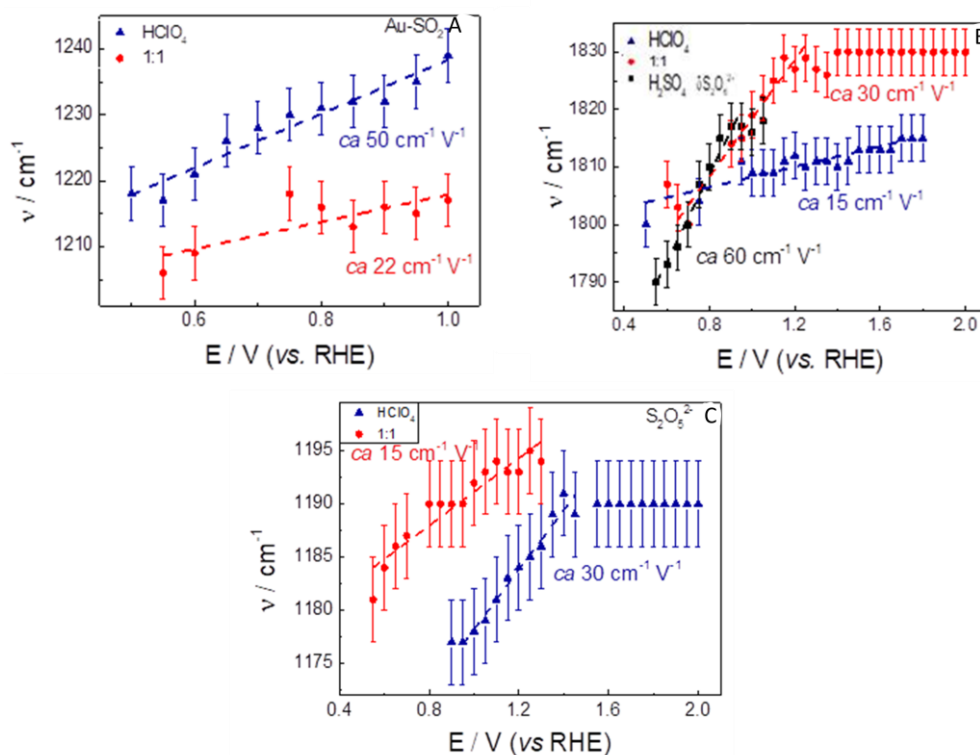 HClO₄
1:1
Au-SO₂ A
1240
1230
1220
1210
ν / cm⁻¹
ca 50 cm⁻¹ V⁻¹
ca 22 cm⁻¹ V⁻¹
0.6 0.8 1.0
E / V (vs. RHE)
HClO₄
1:1
H₂SO₄ δS₂O₆²⁻
1830
1820
1810
1800
1790
ν / cm⁻¹
ca 30 cm⁻¹ V⁻¹
ca 15 cm⁻¹ V⁻¹
ca 60 cm⁻¹ V⁻¹
0.4 0.8 1.2 1.6 2.0
E / V (vs. RHE)
HClO₄
1:1
S₂O₅²⁻ C
ca 15 cm⁻¹ V⁻¹
1195
1190
1185
1180
1175
ν / cm⁻¹
ca 30 cm⁻¹ V⁻¹
0.4 0.8 1.2 1.6 2.0
E / V (vs RHE)